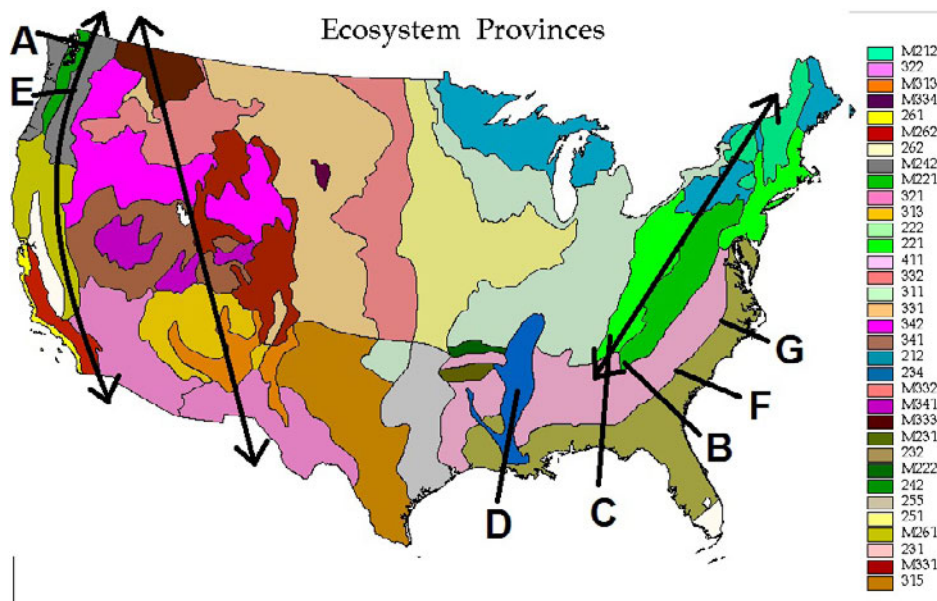 Ecosystem Provinces
A
E
G
F
B
C
D
M212
322
M313
M334
261
M262
262
M242
M221
321
313
222
221
411
332
311
331
342
341
212
234
M332
M341
M333
M231
232
M222
242
255
251
M261
231
M331
315